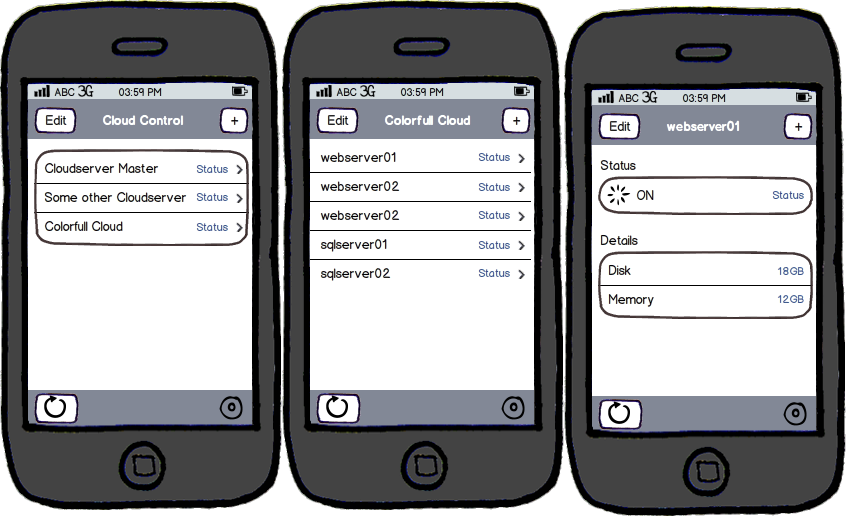 ABC 3G 03:59 PM
Edit Cloud Control +
Cloudserver Master Status
Some other Cloudserver Status
Colorfull Cloud Status
ABC 3G 03:59 PM
Edit Colorfull Cloud +
webserver01 Status
webserver02 Status
webserver02 Status
sqlserver01 Status
sqlserver02 Status
ABC 3G 03:59 PM
Edit webserver01 +
Status
ON Status
Details
Disk 18GB
Memory 12GB